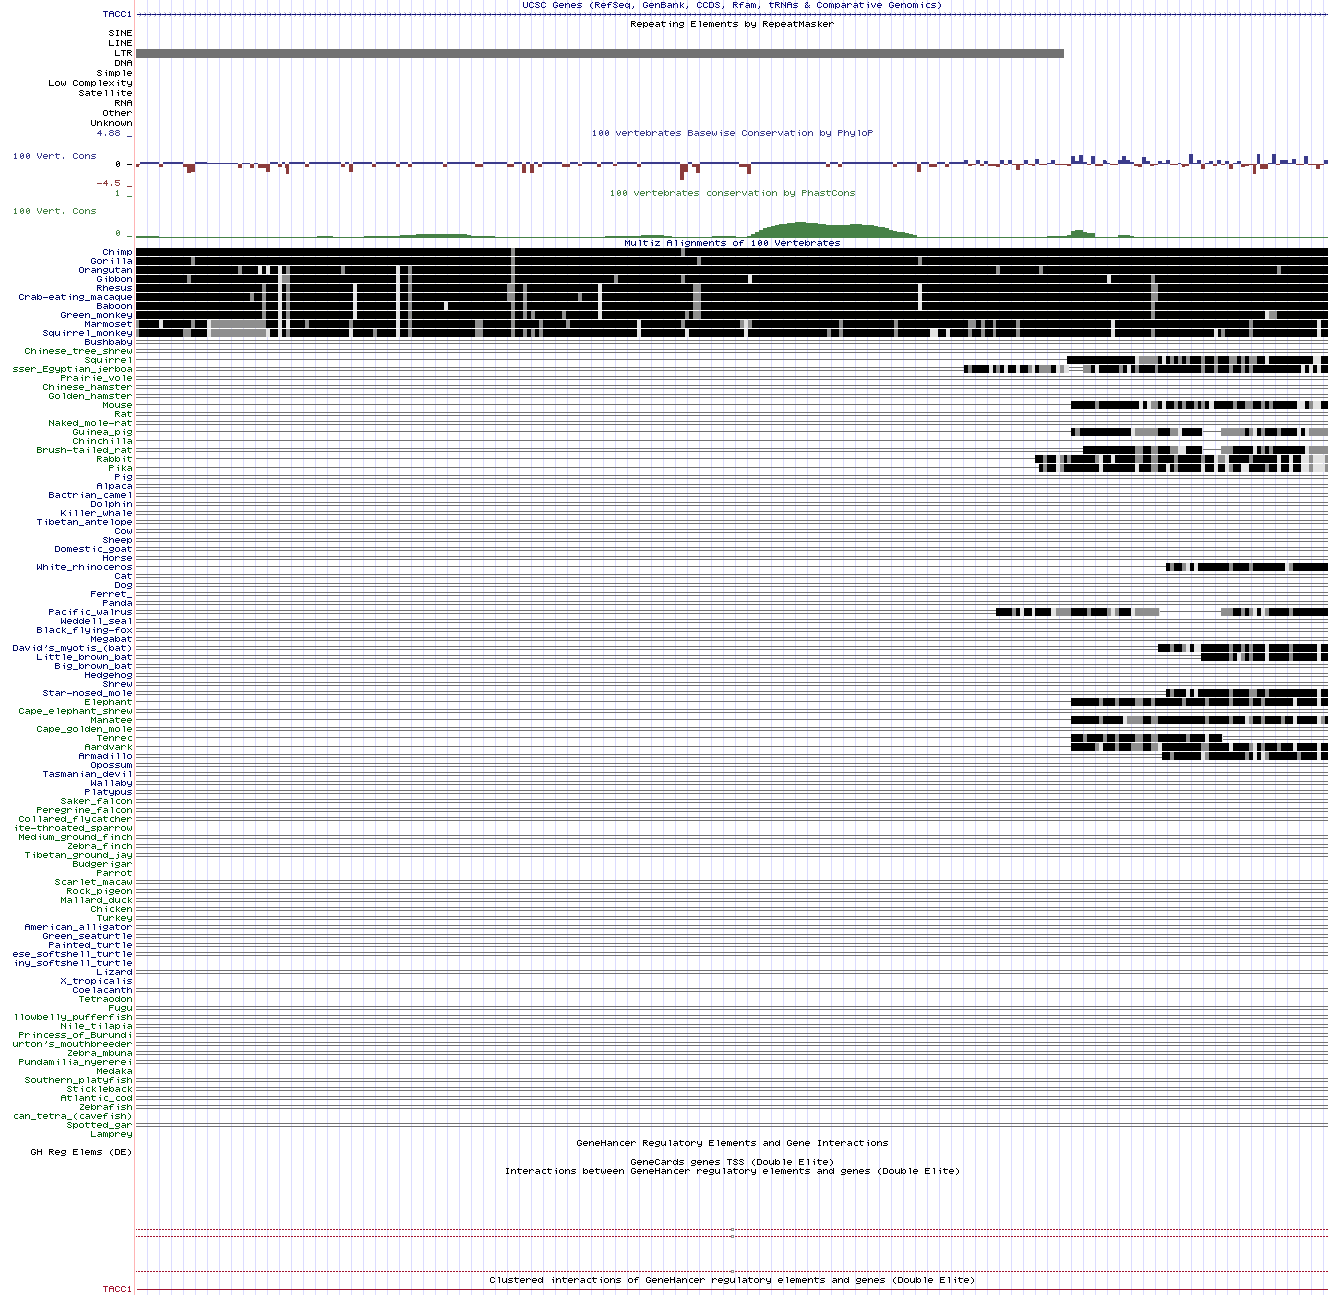 UCSC Genes (RefSeq, GenBank, CCDS, Rfam, tRNAs & Comparative Genomics)
TACC1
Repeating Elements by RepeatMasker
SINE
LINE
LTR
DNA
Simple
Low Complexity
Satellite
RNA
Other
Unknown
4.88 _
100 vertebrates Basewise Conservation by PhyloP
100 Vert. Cons
0 -
-4.5 _
1 _
100 vertebrates conservation by PhastCons
100 Vert. Cons
0 _
Multiz Alignments of 100 Vertebrates
Chimp
Gorilla
Orangutan
Gibbon
Rhesus
Crab-eating_macaque
Baboon
Green_monkey
Marmoset
Squirrel_monkey
Bushbaby
Chinese_tree_shrew
Squirrel
sser_Egyptian_jerboa
Prairie_vole
Chinese_hamster
Golden_hamster
Mouse
Rat
Naked_mole-rat
Guinea_pig
Chinchilla
Brush-tailed_rat
Rabbit
Pika
Pig
Alpaca
Bactrian_camel
Dolphin
Killer_whale
Tibetan_antelope
Cow
Sheep
Domestic_goat
Horse
White_rhinoceros
Cat
Dog
Ferret_
Panda
Pacific_walrus
Weddell_seal
Black_flying-fox
Megabat
David's_myotis_(bat)
Little_brown_bat
Big_brown_bat
Hedgehog
Shrew
Star-nosed_mole
Elephant
Cape_elephant_shrew
Manatee
Cape_golden_mole
Tenrec
Aardvark
Armadillo
Opossum
Tasmanian_devil
Wallaby
Platypus
Saker_falcon
Peregrine_falcon
Collared_flycatcher
ite-throated_sparrow
Medium_ground_finch
Zebra_finch
Tibetan_ground_jay
Budgerigar
Parrot
Scarlet_macaw
Rock_pigeon
Mallard_duck
Chicken
Turkey
American_alligator
Green_seaturtle
Painted_turtle
ese_softshell_turtle
iny_softshell_turtle
Lizard
X_tropicalis
Coelacanth
Tetraodon
Fugu
llowbelly_pufferfish
Nile_tilapia
Princess_of_Burundi
urton's_mouthbreeder
Zebra_mbuna
Pundamilia_nyererei
Medaka
Southern_platyfish
Stickleback
Atlantic_cod
Zebrafish
can_tetra_(cavefish)
Spotted_gar
Lamprey
GeneHancer Regulatory Elements and Gene Interactions
GH Reg Elems (DE)
GeneCards genes TSS (Double Elite)
Interactions between GeneHancer regulatory elements and genes (Double Elite)
Clustered interactions of GeneHancer regulatory elements and genes (Double Elite)
TACC1